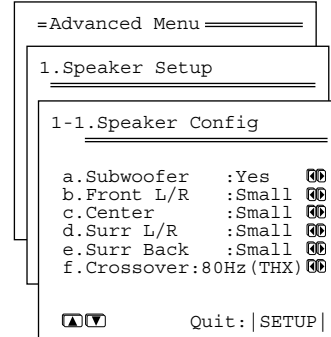 =Advanced Menu
1.Speaker Setup
1-1.Speaker Config
a.Subwoofer :Yes
b.Front L/R :Small
c.Center :Small
d.Surr L/R :Small
e.Surr Back :Small
f.Crossover:80Hz(THX)
Quit:|SETUP|